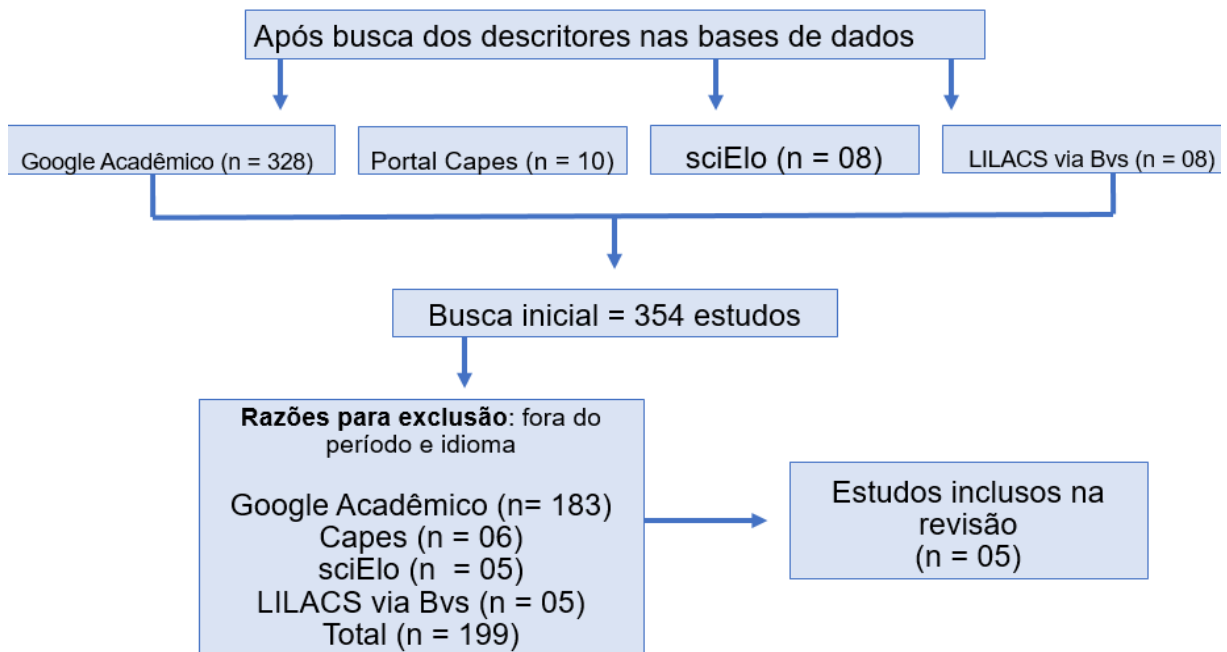 Após busca dos descritores nas bases de dados
Google Acadêmico (n = 328)
Portal Capes (n = 10)
sciElo (n = 08)
LILACS via Bvs (n = 08)
Busca inicial = 354 estudos
Razões para exclusão: fora do
período e idioma
Google Acadêmico (n= 183)
Capes (n = 06)
sciElo (n  = 05)
LILACS via Bvs (n = 05)
Total (n = 199)
Estudos inclusos na
revisão
(n = 05)